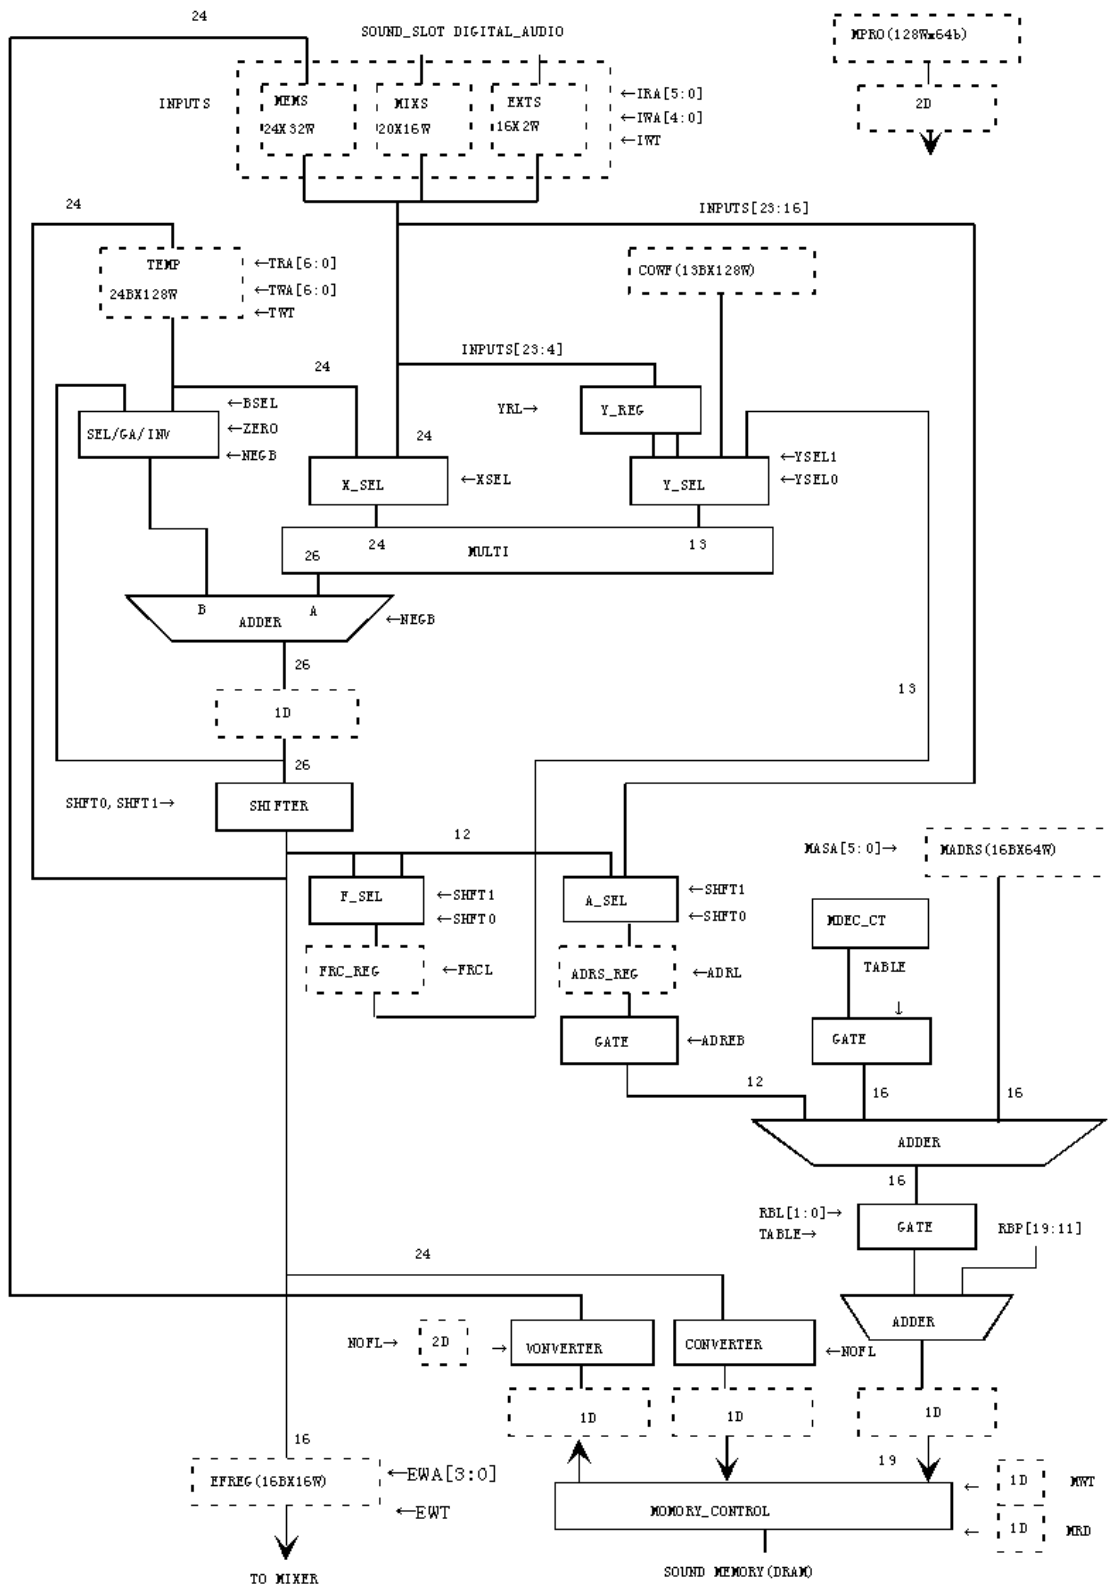 24
SOUND_SLOT DIGITAL_AUDIO
MPRO(128Wx64b)
INPUTS
MEMS
24X32W
MIXS
20X16W
EXTS
16X2W
←IRA[5:0]
←IWA[4:0]
←IWT
2D
24
INPUTS[23:16]
TEMP
24BX128W
←TRA[6:0]
←TWA[6:0]
←TWT
COWF(13BX128W)
INPUTS[23:4]
24
←BSEL
←ZERO
←NEGB
SEL/GA/INV
YRL→
Y_REG
24
X_SEL
←XSEL
Y_SEL
←YSEL1
←YSEL0
24
MULTI
13
26
B
A
ADDER
←NEGB
26
1D
13
26
SHFT0,SHFT1→
SHIFTER
12
MASA[5:0]→
MADRS(16BX64W)
F_SEL
←SHFT1
←SHFT0
A_SEL
←SHFT1
←SHFT0
MDEC_CT
FRC_REG
←FRCL
ADRS_REG
←ADRL
TABLE
↓
GATE
←ADREB
GATE
12
16
16
ADDER
16
RBL[1:0]→
TABLE→
GATE
RBP[19:11]
24
NOFL→
2D
→
VONVERTER
CONVERTER
←NOFL
ADDER
1D
1D
1D
16
19
EFREG(16BX16W)
←EWA[3:0]
←EWT
MOMORY_CONTROL
←
1D
MWT
←
1D
MRD
TO MIXER
SOUND MEMORY(DRAM)